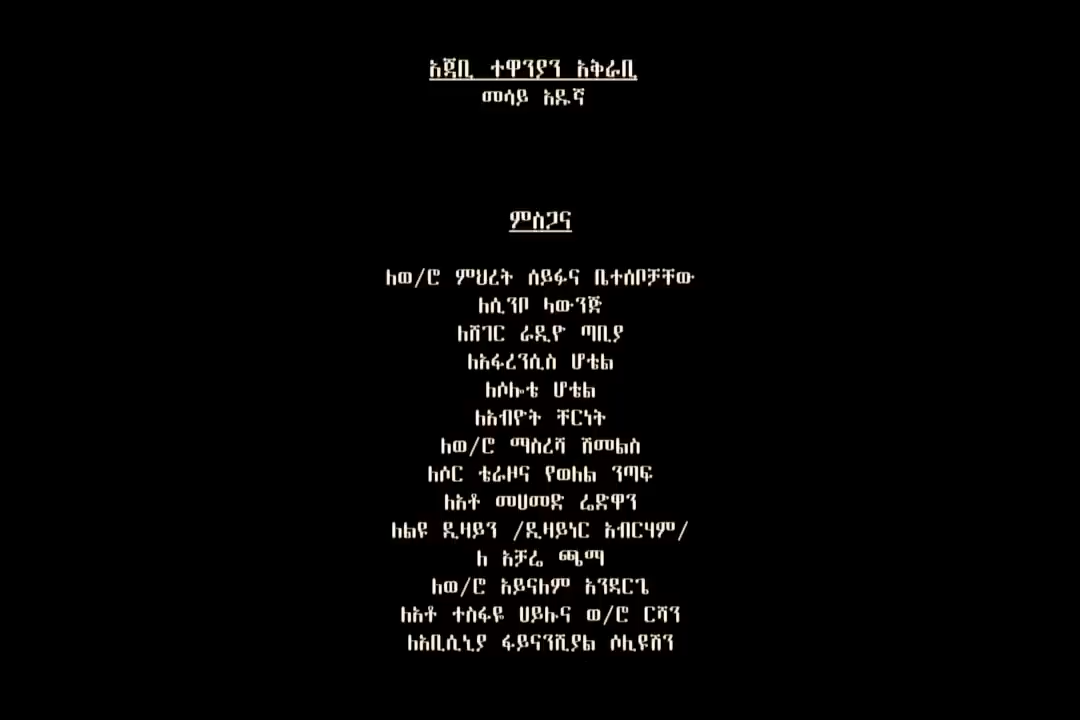 አጃቢ ተዋንያን አቅራቢ
መሳይ አዱኛ
ምስጋና
ለወ/ሮ ምህረት ሰይፉና ቤተሰቦቻቸው
ለሲንቦ ላውንጅ
ለሸገር ራዲዮ ጣቢያ
ለአፋረንሲስ ሆቴል
ለሶሎቴ ሆቴል
ለአብዮት ቸርነት
ለወ/ሮ ማስረሻ ሽመልስ
ለሶር ቴራዞና የወለል ንጣፍ
ለአቶ መሀመድ ሬድዋን
ለልዩ ዲዛይን /ዲዛይነር አብርሃም/
ለ አቻሬ ጫማ
ለወ/ሮ አይናለም አንዳርጌ
ለአቶ ተስፋዬ ሀይሉና ወ/ሮ ርሻን
ለአቢሲኒያ ፋይናንሺያል ሶሊዩሽን